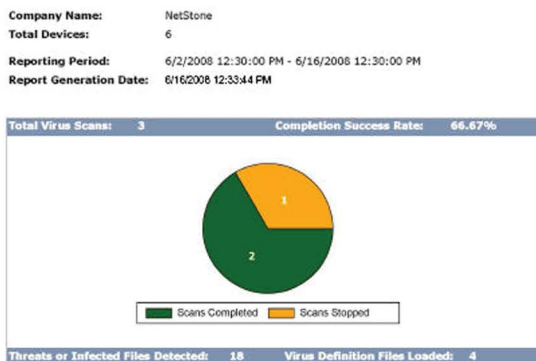 Company Name: NetStone
Total Devices: 6
Reporting Period: 6/2/2008 12:30:00 PM - 6/16/2008 12:30:00 PM
Report Generation Date: 6/16/2008 12:33:44 PM
Total Virus Scans: 3 Completion Success Rate: 66.67%
1
2
Scans Completed Scans Stopped
Threats or Infected Files Detected: 18 Virus Definition Files Loaded: 4